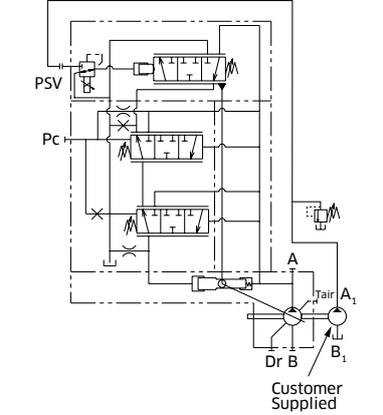 PSV
Pc
A
Tair
A1
Dr B
B1
Customer
Supplied